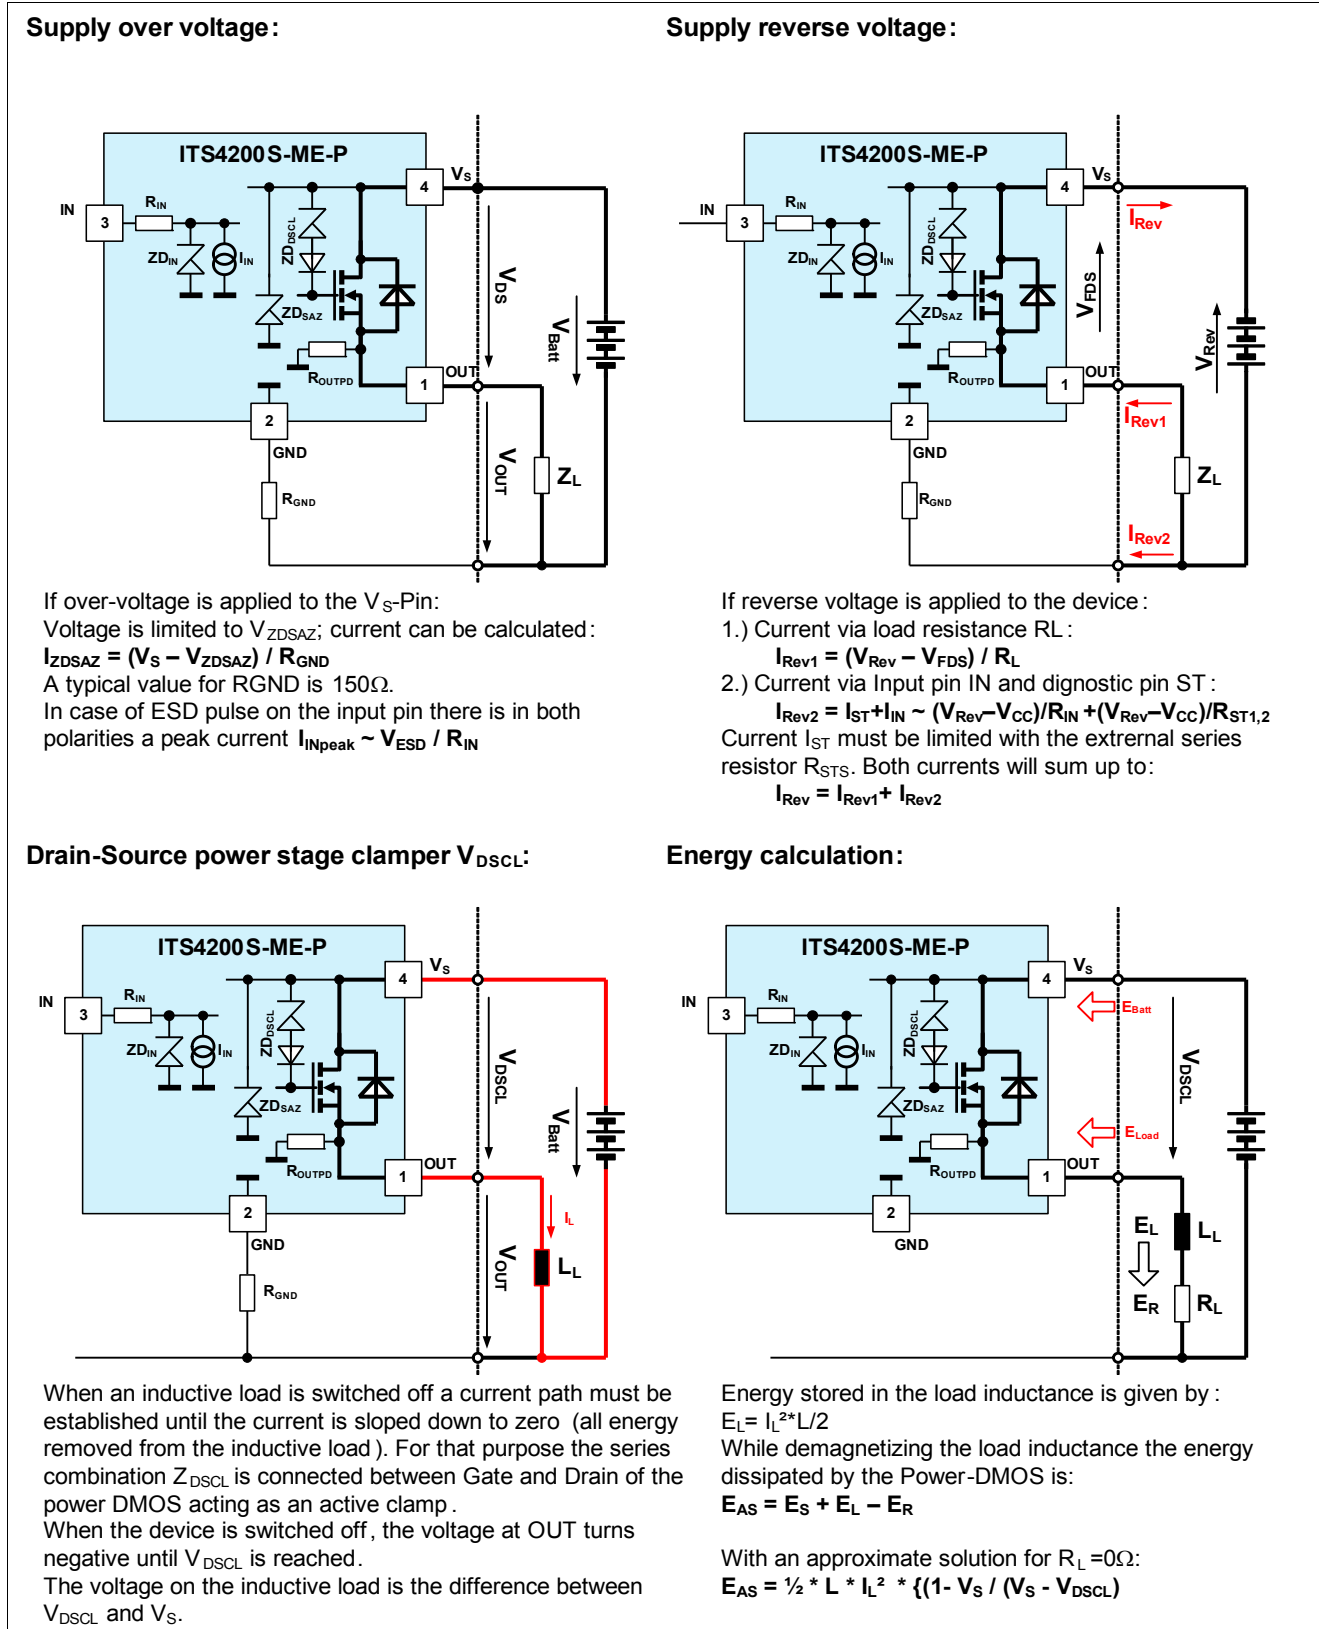 Supply over voltage:
ITS4200S-ME-P
VS
4
IN
3
RIN
ZDIN
IIN
ZDDSCL
ZDSAZ
ROUTPD
VDS
VBatt
OUT
1
2
GND
VOUT
ZL
RGND
If over-voltage is applied to the VS-Pin:
Voltage is limited to VZDSAZ; current can be calculated:
IZDSAZ = (VS – VZDSAZ) / RGND
A typical value for RGND is 150Ω.
In case of ESD pulse on the input pin there is in both
polarities a peak current IINpeak ~ VESD / RIN
Supply reverse voltage:
ITS4200S-ME-P
VS
4
IRev
IN
3
RIN
ZDIN
IIN
ZDDSCL
ZDSAZ
ROUTPD
VFDS
VRev
OUT
1
IRev1
2
GND
ZL
RGND
IRev2
If reverse voltage is applied to the device:
1.) Current via load resistance RL:
IRev1 = (VRev – VFDS) / RL
2.) Current via Input pin IN and dignostic pin ST:
IRev2 = IST+IIN ~ (VRev–VCC)/RIN +(VRev–VCC)/RST1,2
Current IST must be limited with the extrernal series
resistor RSTS. Both currents will sum up to:
IRev = IRev1+ IRev2
Drain-Source power stage clamper VDSCL:
ITS4200S-ME-P
VS
4
IN
3
RIN
ZDIN
IIN
ZDDSCL
ZDSAZ
ROUTPD
VDSCL
VBatt
OUT
1
2
GND
IL
VOUT
LL
RGND
When an inductive load is switched off a current path must be
established until the current is sloped down to zero (all energy
removed from the inductive load). For that purpose the series
combination ZDSCL is connected between Gate and Drain of the
power DMOS acting as an active clamp.
When the device is switched off, the voltage at OUT turns
negative until VDSCL is reached.
The voltage on the inductive load is the difference between
VDSCL and VS.
Energy calculation:
ITS4200S-ME-P
VS
4
EBatt
IN
3
RIN
ZDIN
IIN
ZDDSCL
ZDSAZ
ROUTPD
VDSCL
ELoad
OUT
1
2
GND
EL
LL
ER
RL
Energy stored in the load inductance is given by:
EL= IL²*L/2
While demagnetizing the load inductance the energy
dissipated by the Power-DMOS is:
EAS = ES + EL – ER
With an approximate solution for RL =0Ω:
EAS = ½ * L * IL² * {(1- VS / (VS - VDSCL)